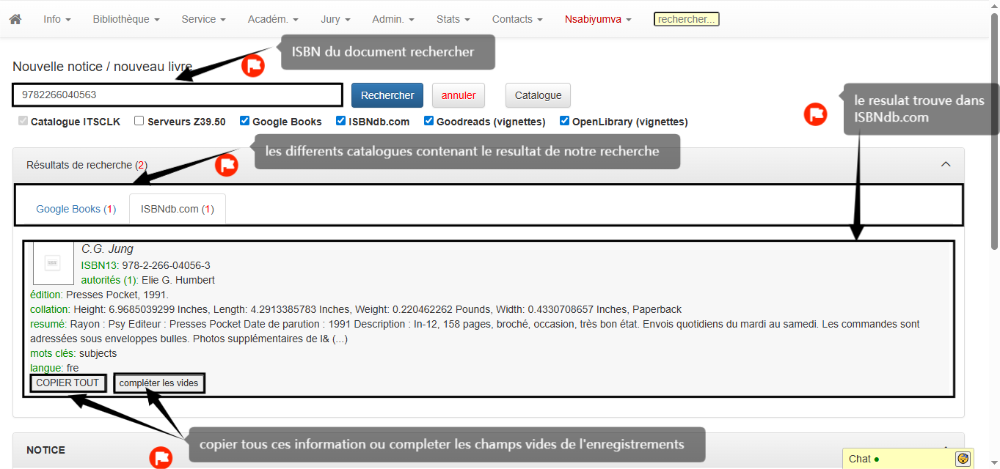 Info Bibliothèque Service Académ. Jury Admin. Stats Contacts Nsabiyumva rechercher...
ISBN du document rechercher
Nouvelle notice / nouveau livre
9782266040563 Rechercher annuler Catalogue
le resulat trouve dans
ISBNdb.com
Catalogue ITSCLK Serveurs Z39.50 Google Books ISBNdb.com Goodreads (vignettes) OpenLibrary (vignettes)
les differents catalogues contenant le resultat de notre recherche
Résultats de recherche (2)
Google Books (1) ISBNdb.com (1)
C.G. Jung
ISBN13: 978-2-266-04056-3
autorités (1): Elie G. Humbert
édition: Presses Pocket, 1991.
collation: Height: 6.9685039299 Inches, Length: 4.2913385783 Inches, Weight: 0.220462262 Pounds, Width: 0.4330708657 Inches, Paperback
resumé: Rayon : Psy Editeur : Presses Pocket Date de parution : 1991 Description : In-12, 158 pages, broché, occasion, très bon état. Envois quotidiens du mardi au samedi. Les commandes sont
adressées sous enveloppes bulles. Photos supplémentaires de l& (...)
mots clés: subjects
langue: fre
COPIER TOUT compléter les vides
copier tous ces information ou completer les champs vides de l'enregistrements
NOTICE
Chat